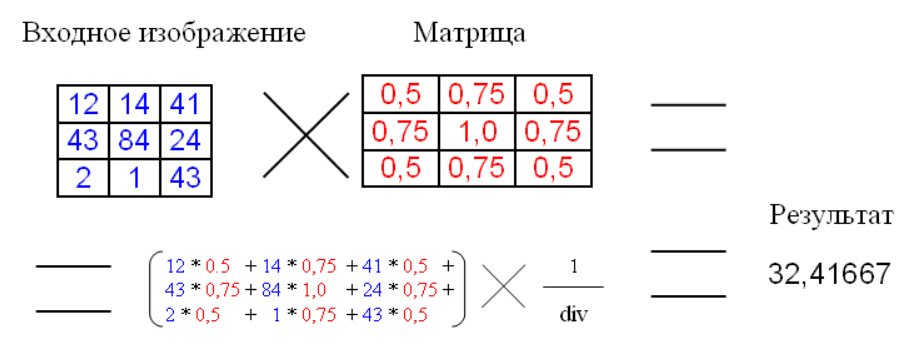 Входное изображение Матрица
12 14 41
43 84 24
2 1 43
0,5 0,75 0,5
0,75 1,0 0,75
0,5 0,75 0,5
12 * 0.5 + 14 * 0,75 + 41 * 0,5 +
43 * 0,75 + 84 * 1,0 + 24 * 0,75 +
2 * 0,5 + 1 * 0,75 + 43 * 0,5
1
div
Результат
32,41667